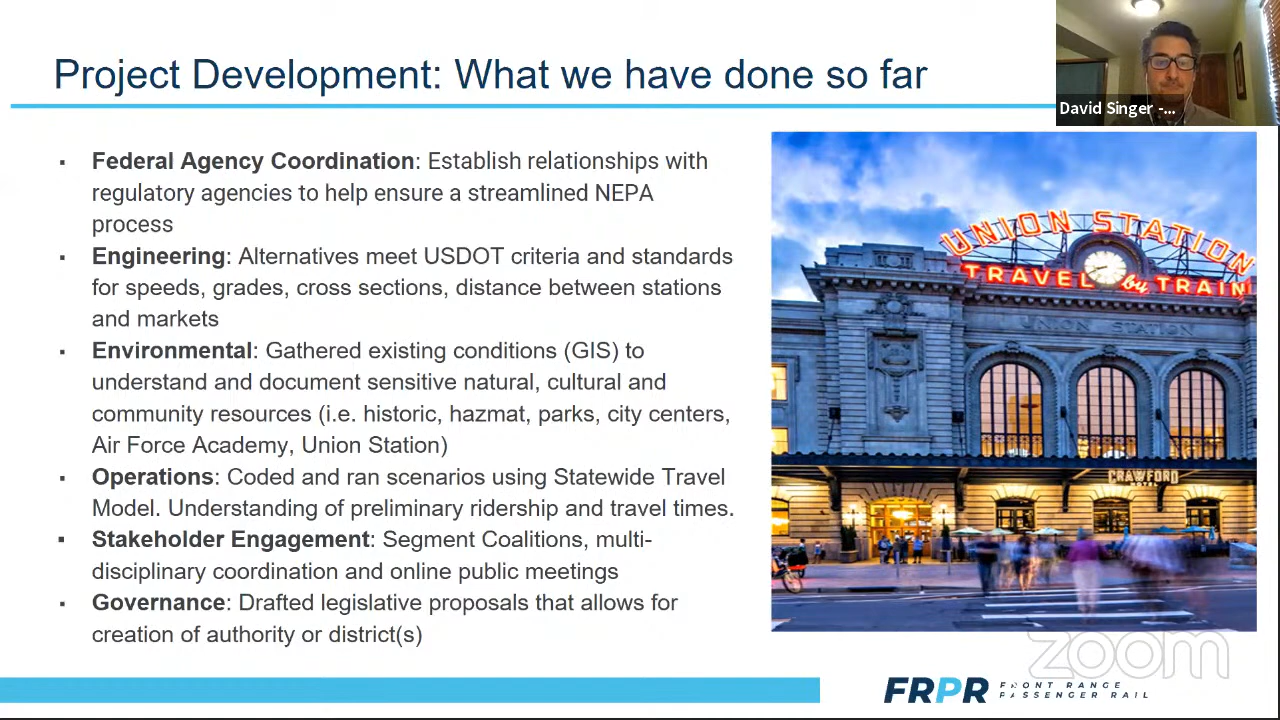 Project Development: What we have done so far
David Singer -...
▪ Federal Agency Coordination: Establish relationships with
regulatory agencies to help ensure a streamlined NEPA
process
▪ Engineering: Alternatives meet USDOT criteria and standards
for speeds, grades, cross sections, distance between stations
and markets
▪ Environmental: Gathered existing conditions (GIS) to
understand and document sensitive natural, cultural and
community resources (i.e. historic, hazmat, parks, city centers,
Air Force Academy, Union Station)
▪ Operations: Coded and ran scenarios using Statewide Travel
Model. Understanding of preliminary ridership and travel times.
▪ Stakeholder Engagement: Segment Coalitions, multi-
disciplinary coordination and online public meetings
▪ Governance: Drafted legislative proposals that allows for
creation of authority or district(s)
UNION STATION
TRAVEL by TRAIN
UNION STATION
CRAWFORD
HOTEL
zoom
FRPR FRONT RANGE
PASSENGER RAIL